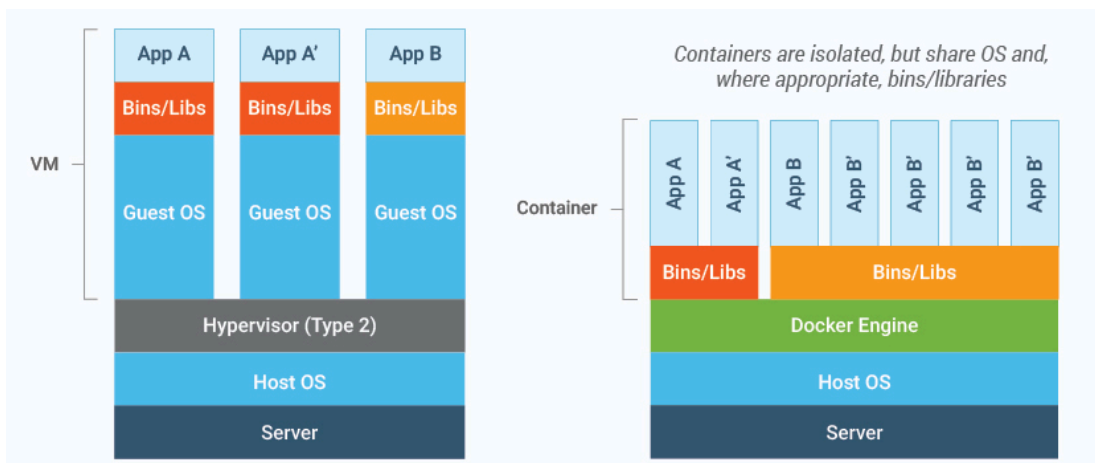 App A
App A'
App B
Bins/Libs
Bins/Libs
Bins/Libs
VM
Guest OS
Guest OS
Guest OS
Hypervisor (Type 2)
Host OS
Server
Containers are isolated, but share OS and,
where appropriate, bins/libraries
Container
App A
App A'
App B
App B'
App B'
App B'
App B'
Bins/Libs
Bins/Libs
Docker Engine
Host OS
Server